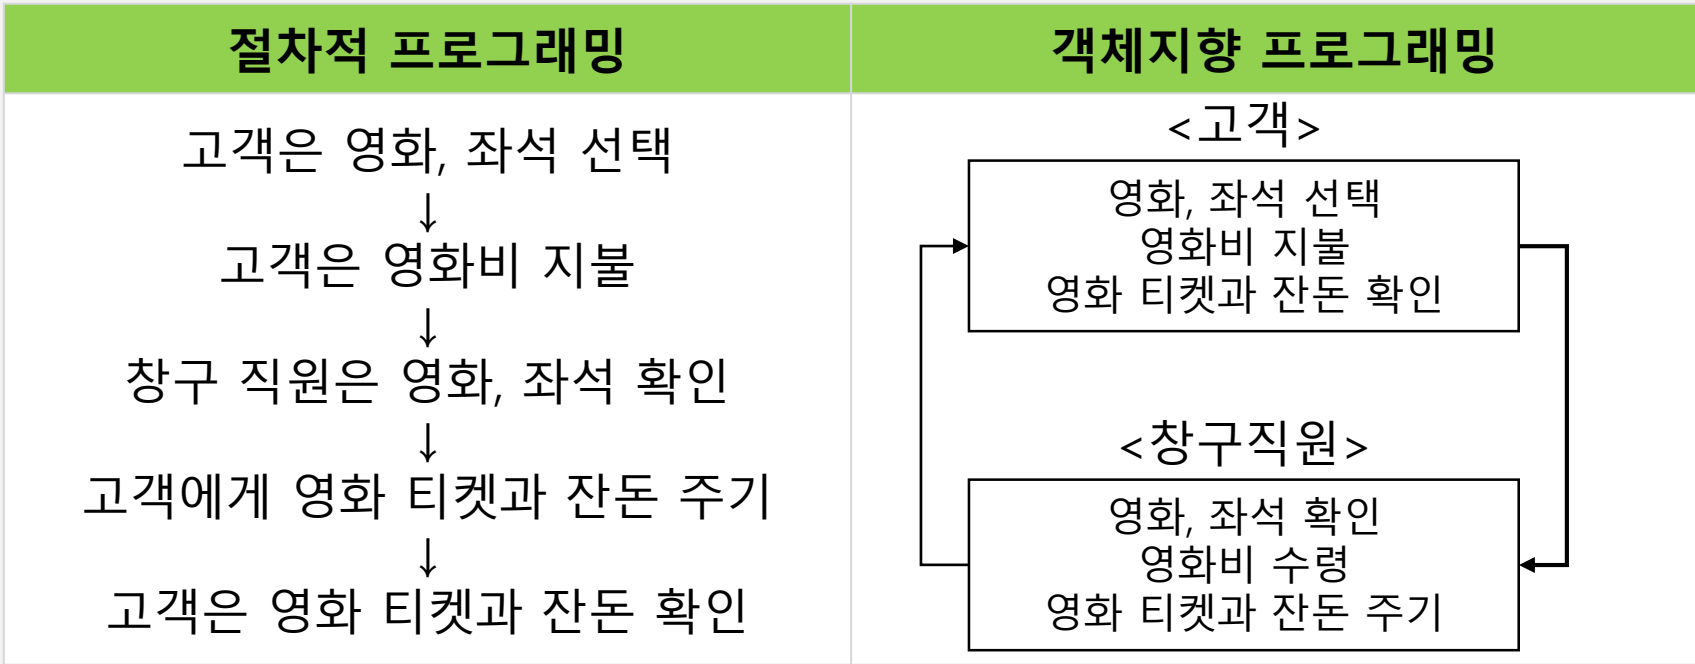 절차적 프로그래밍
고객은 영화, 좌석 선택
↓
고객은 영화비 지불
↓
창구 직원은 영화, 좌석 확인
↓
고객에게 영화 티켓과 잔돈 주기
↓
고객은 영화 티켓과 잔돈 확인
객체지향 프로그래밍
<고객>
영화, 좌석 선택
영화비 지불
영화 티켓과 잔돈 확인
<창구직원>
영화, 좌석 확인
영화비 수령
영화 티켓과 잔돈 주기